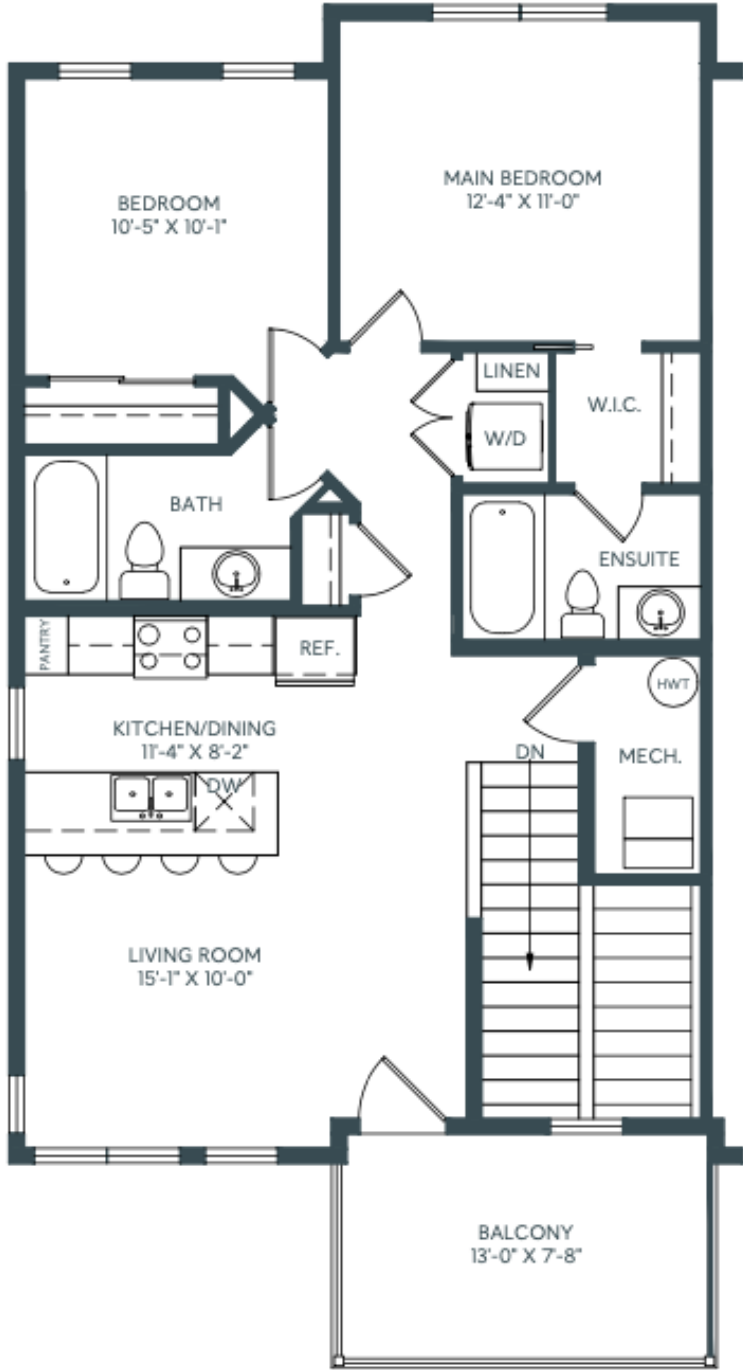 MAIN BEDROOM
12'-4" X 11'-0"
BEDROOM
10'-5" X 10'-1"
LINEN
W.I.C.
W/D
BATH
ENSUITE
PANTRY
REF.
HWT
KITCHEN/DINING
11'-4" X 8'-2"
DN
MECH.
DW
LIVING ROOM
15'-1" X 10'-0"
BALCONY
13'-0" X 7'-8"